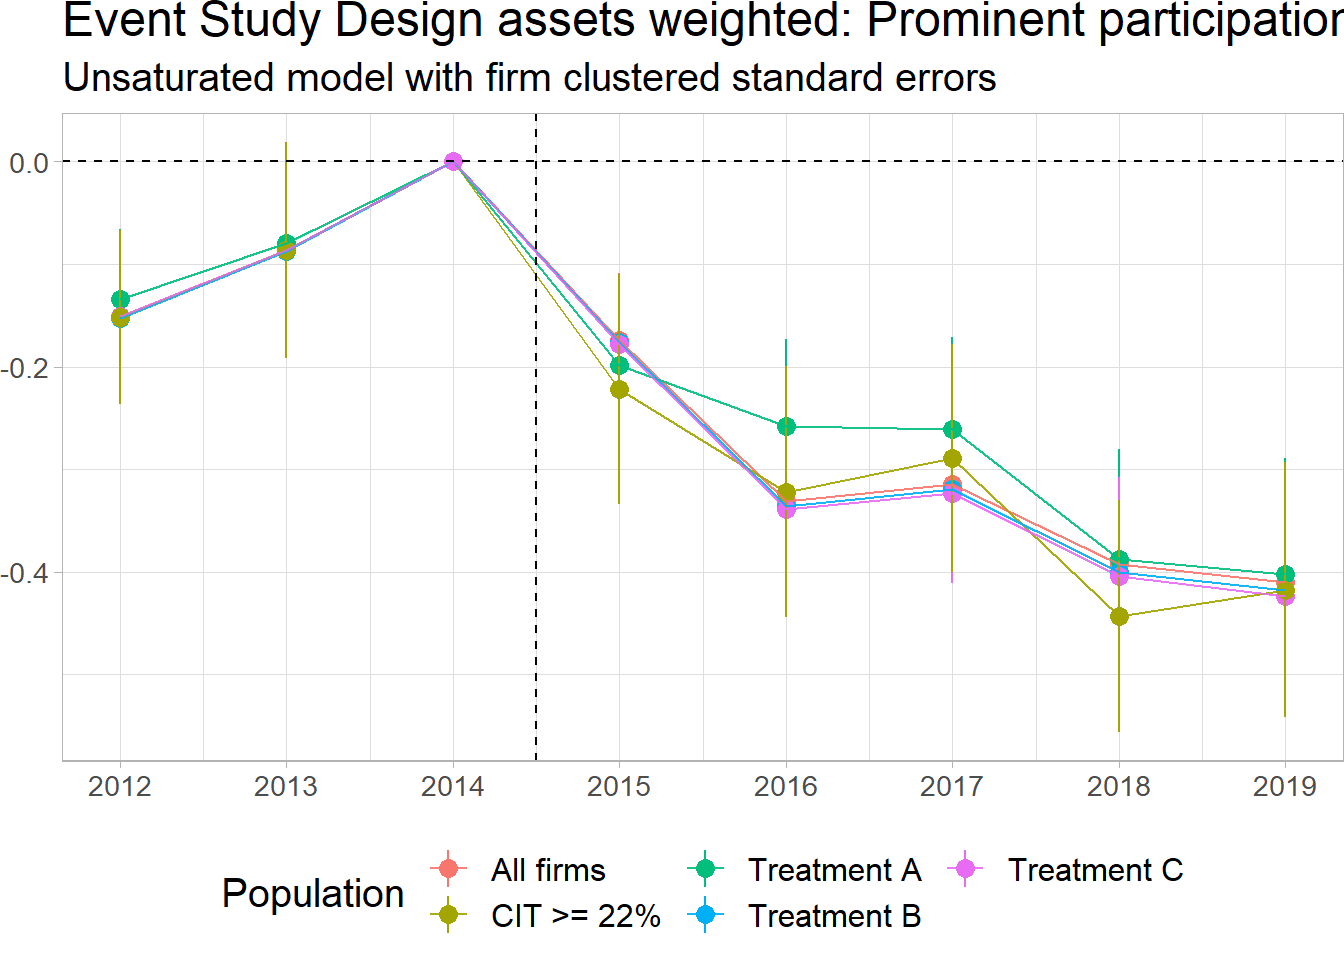 Event Study Design assets weighted: Prominent participation
Unsaturated model with firm clustered standard errors
0.0
-0.2
-0.4
2012 2013 2014 2015 2016 2017 2018 2019
Population
All firms Treatment A Treatment C
CIT >= 22% Treatment B